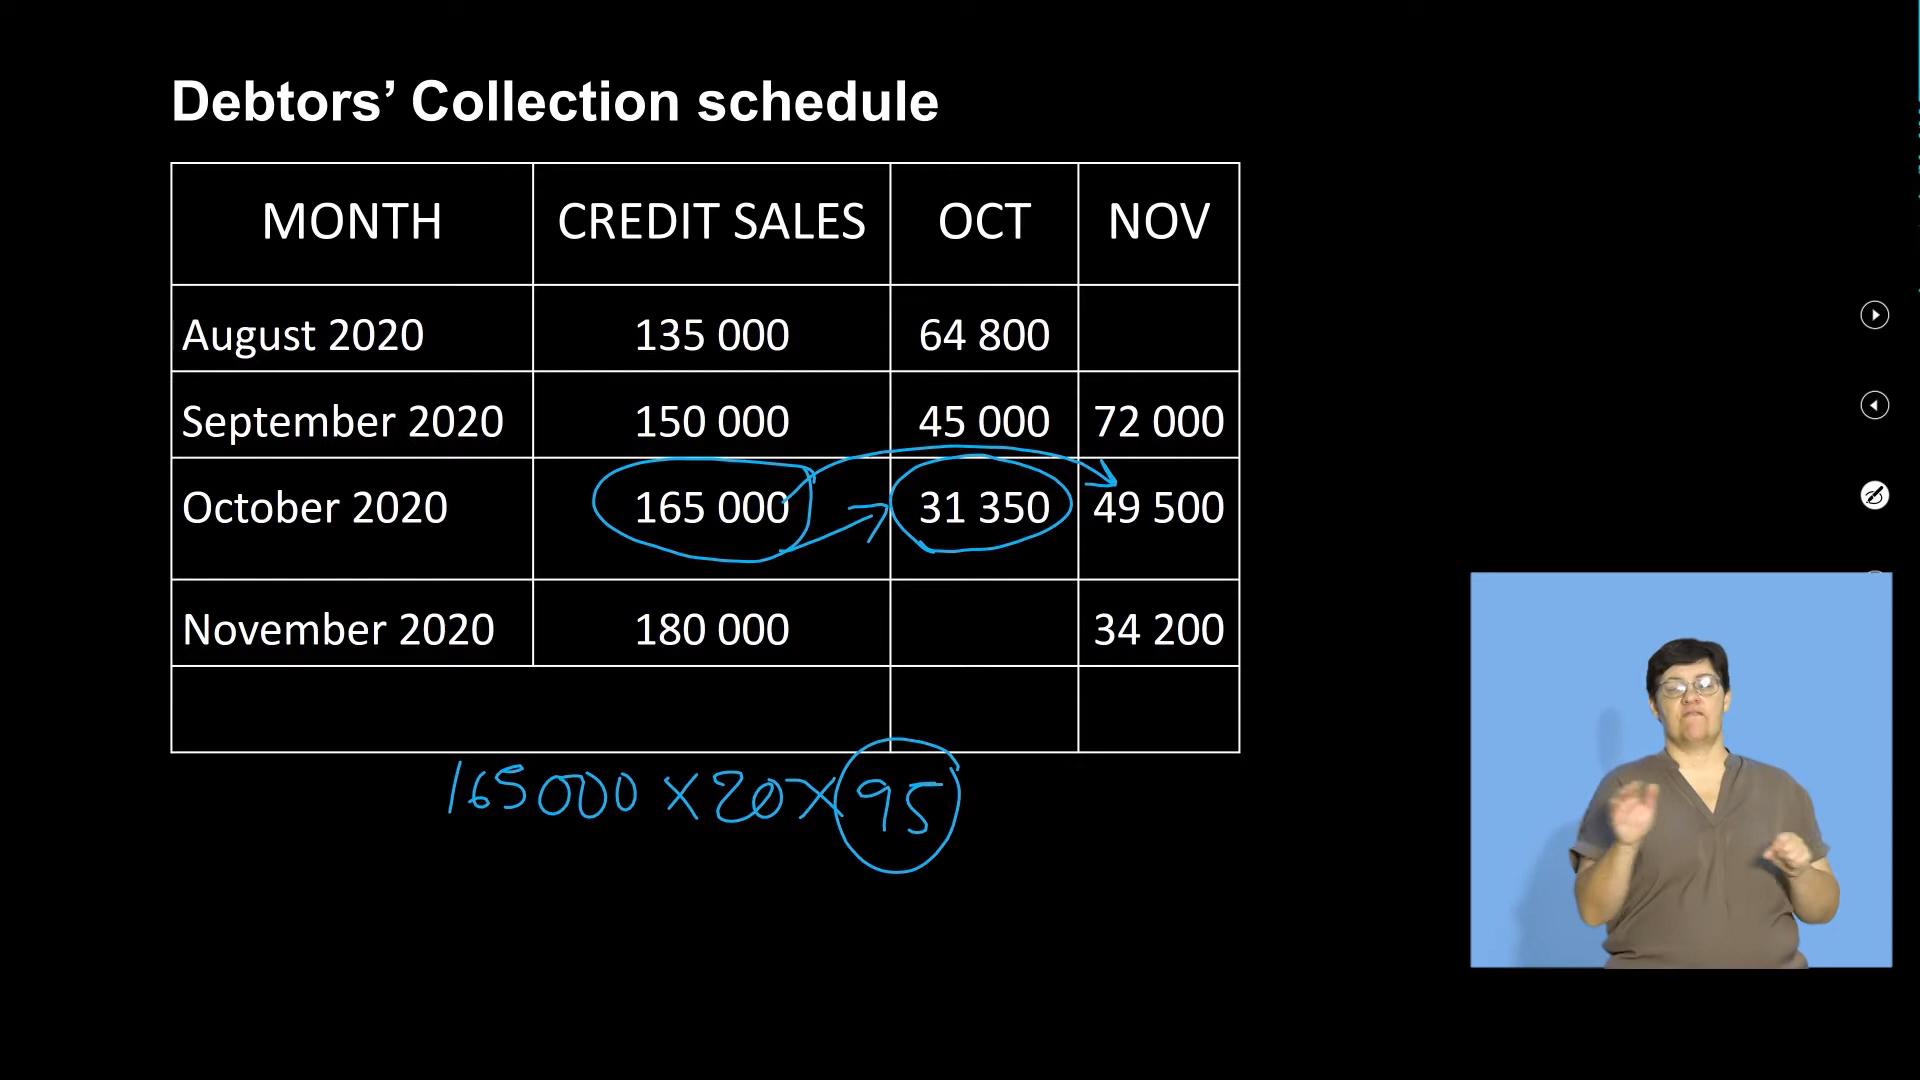 Debtors’ Collection schedule
MONTH CREDIT SALES OCT NOV
August 2020 135 000 64 800
September 2020 150 000 45 000 72 000
October 2020 165 000 31 350 49 500
November 2020 180 000 34 200
165000 x 20 x 95